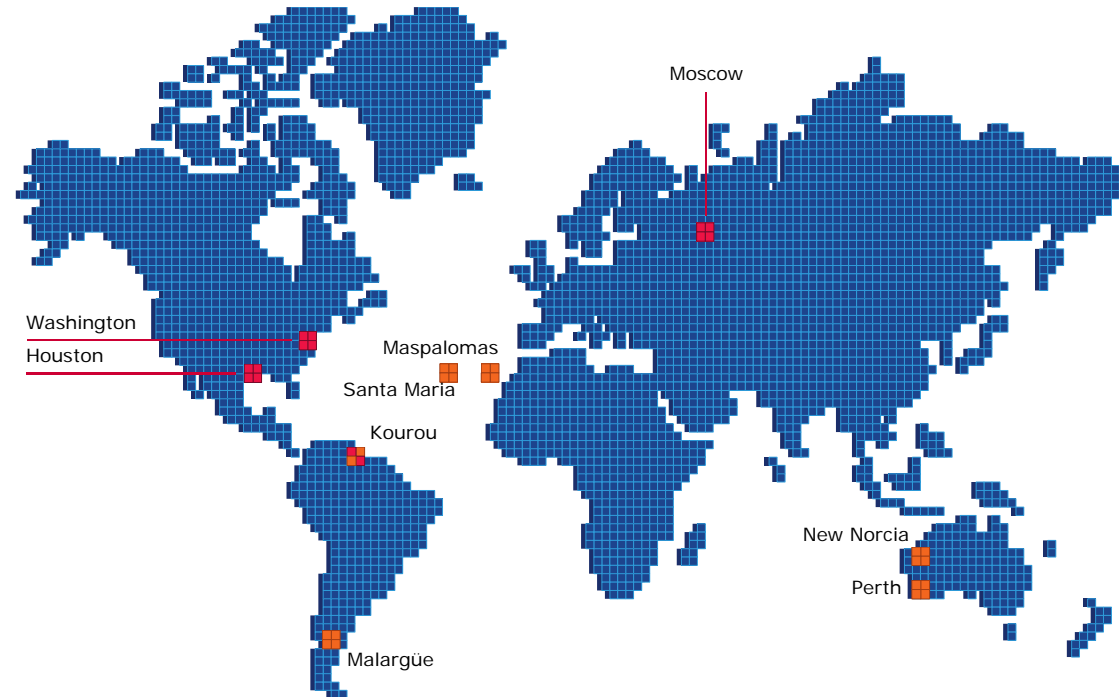 Moscow
Washington
Houston
Maspalomas
Santa Maria
Kourou
New Norcia
Perth
Malargüe